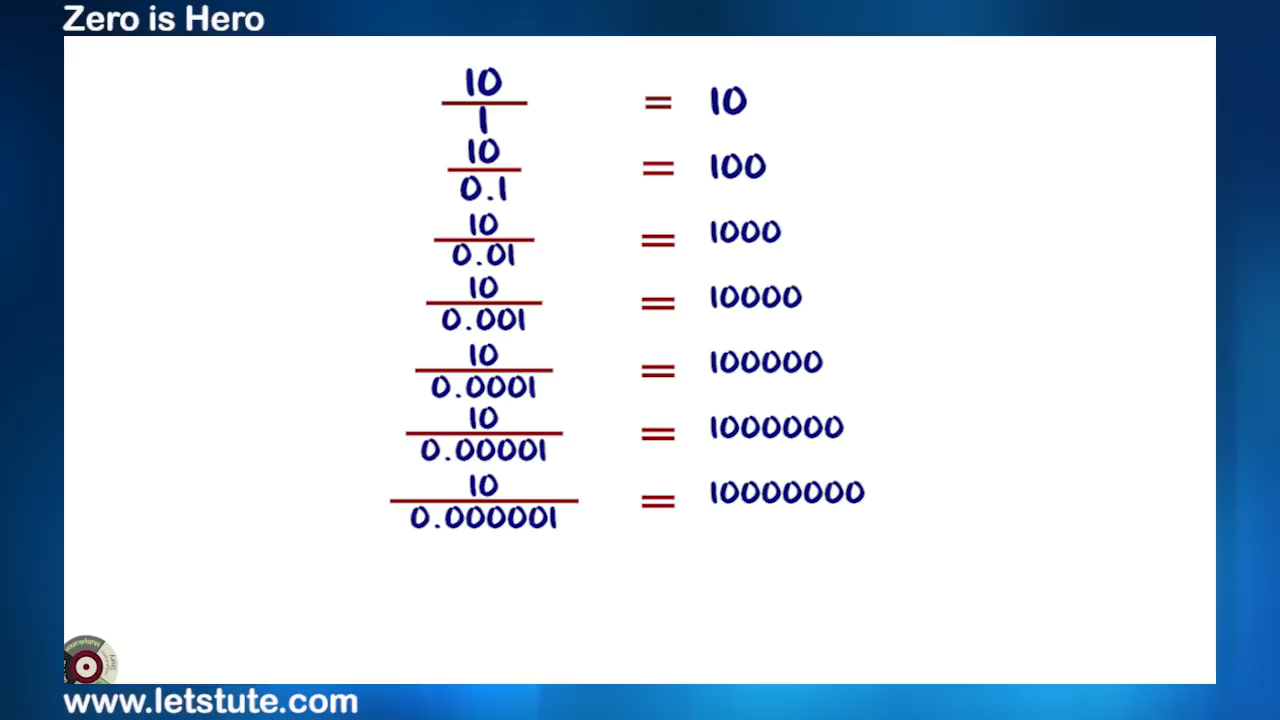 Zero is Hero
10/1 = 10
10/0.1 = 100
10/0.01 = 1000
10/0.001 = 10000
10/0.0001 = 100000
10/0.00001 = 1000000
10/0.000001 = 10000000
www.letstute.com